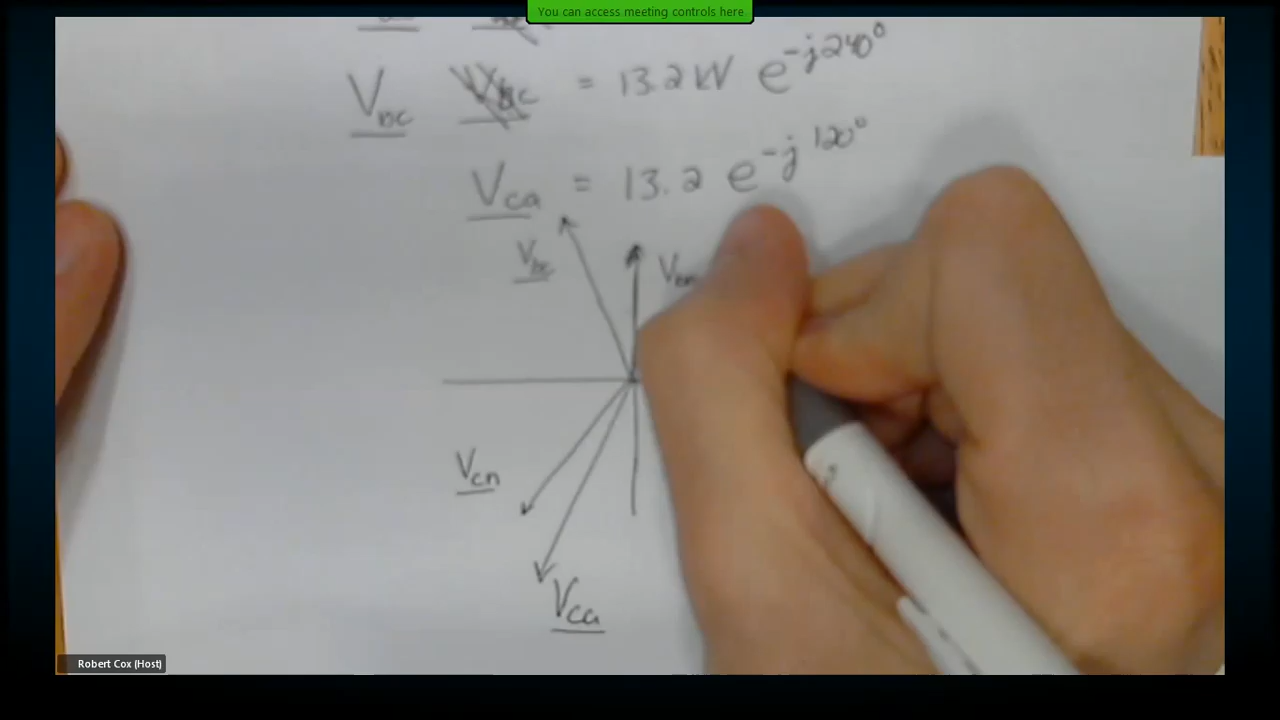 You can access meeting controls here
V_bc = 13.2 kV e^-j240°
V_ca = 13.2 e^-j 120°
V_bc
V_cn
V_ca
Robert Cox (Host)